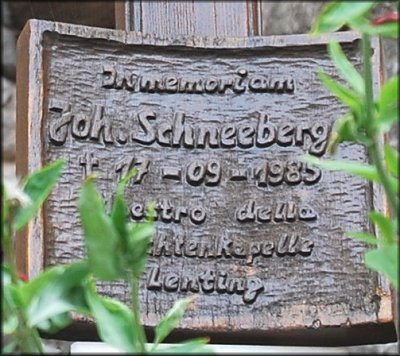 In memoriam
Joh. Schneeberg
† 17-09-1985
della
Lenting